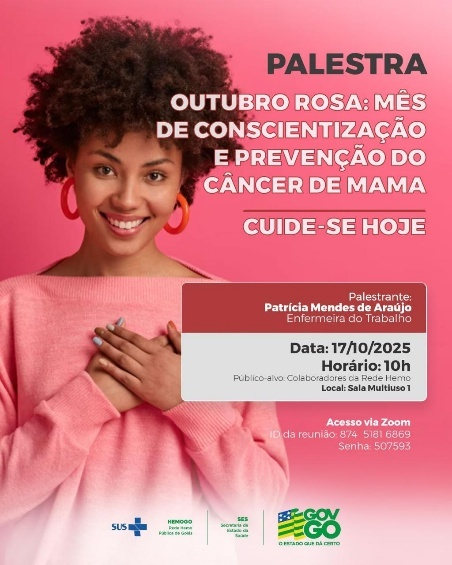 PALESTRA
OUTUBRO ROSA: MÊS
DE CONSCIENTIZAÇÃO
E PREVENÇÃO DO
CÂNCER DE MAMA
CUIDE-SE HOJE
Palestrante:
Patrícia Mendes de Araújo
Enfermeira do Trabalho
Data: 17/10/2025
Horário: 10h
Público-alvo: Colaboradores da Rede Hemo
Local: Sala Multiuso 1
Acesso via Zoom
ID da reunião: 874 5181 6869
Senha: 507593
SUS
HEMOGO
Rede Hemo
Pública de Goiás
SES
Secretaria de
Estado da
Saúde
GOV
GO
O ESTADO QUE DÁ CERTO